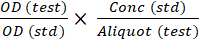 OD (test) / OD (std) × Conc (std) / Aliquot (test)